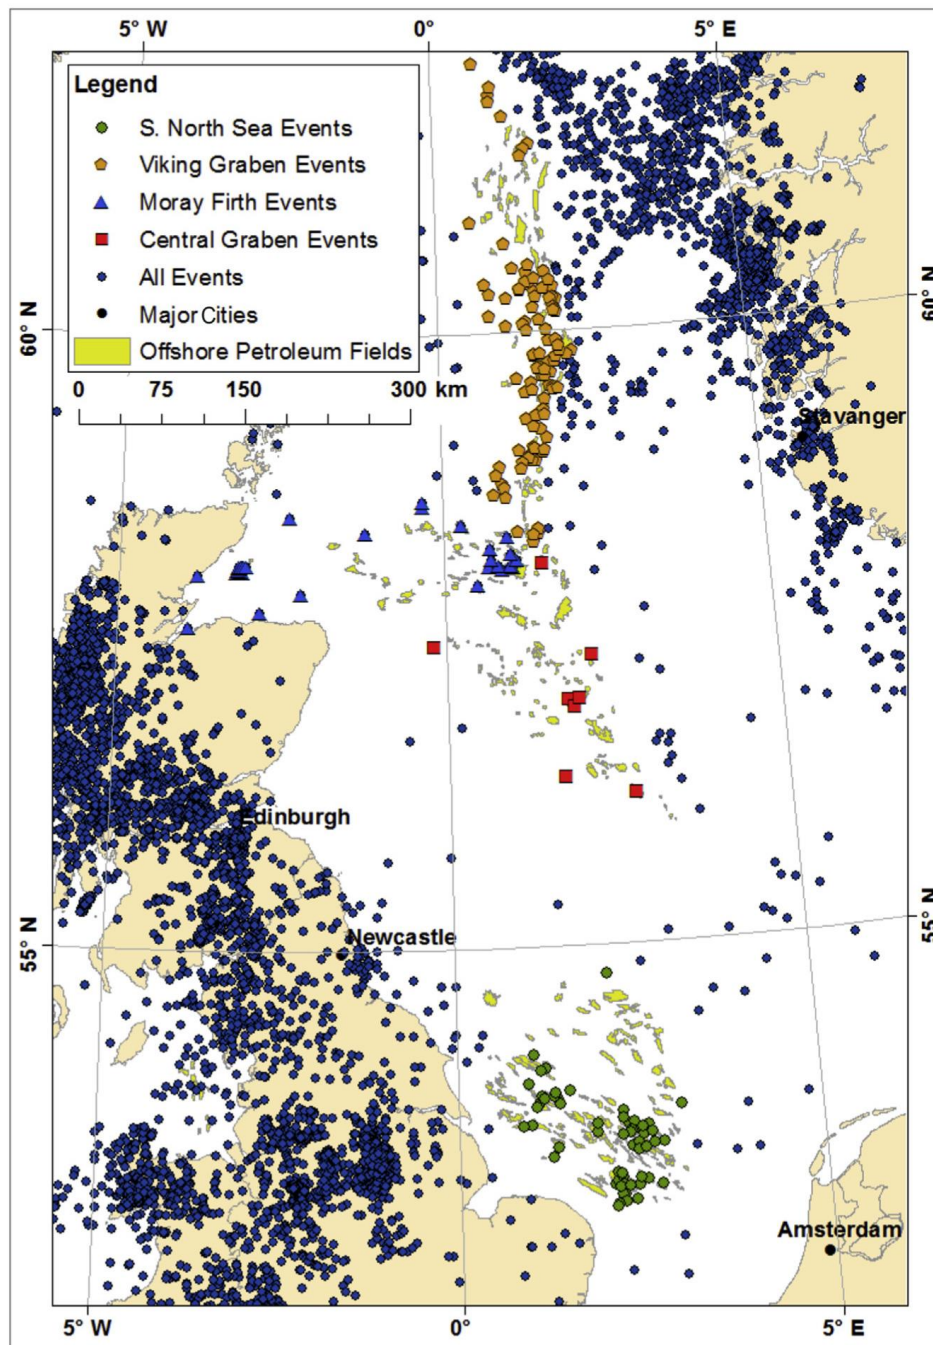 5° W 0° 5° E
Legend
S. North Sea Events
Viking Graben Events
Moray Firth Events
Central Graben Events
All Events
Major Cities
Offshore Petroleum Fields
0 75 150 300 km
60° N
60° N
Stavanger
Edinburgh
Newcastle
55° N
55° N
Amsterdam
5° W 0° 5° E